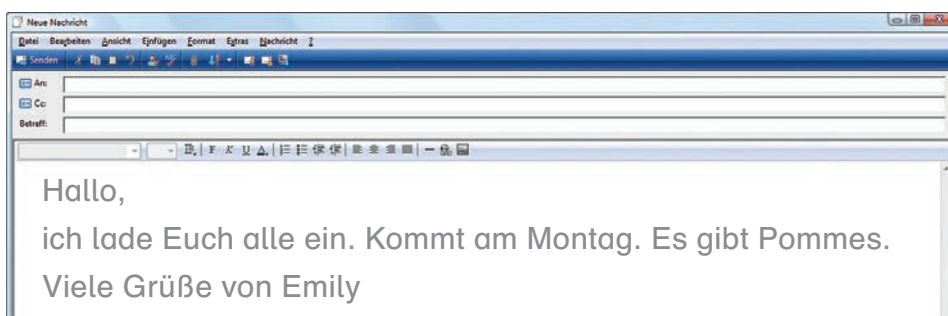 Neue Nachricht
Datei Bearbeiten Ansicht Einfügen Format Extras Nachricht ?
Senden
An:
Cc:
Betreff:
F K U A
Hallo,
ich lade Euch alle ein. Kommt am Montag. Es gibt Pommes.
Viele Grüße von Emily